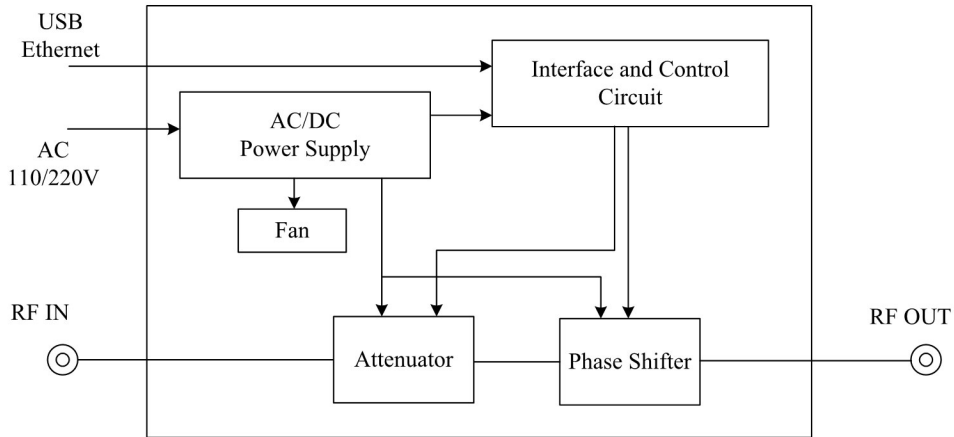 USB
Ethernet
Interface and Control
Circuit
AC/DC
Power Supply
AC
110/220V
Fan
RF IN
RF OUT
Attenuator
Phase Shifter